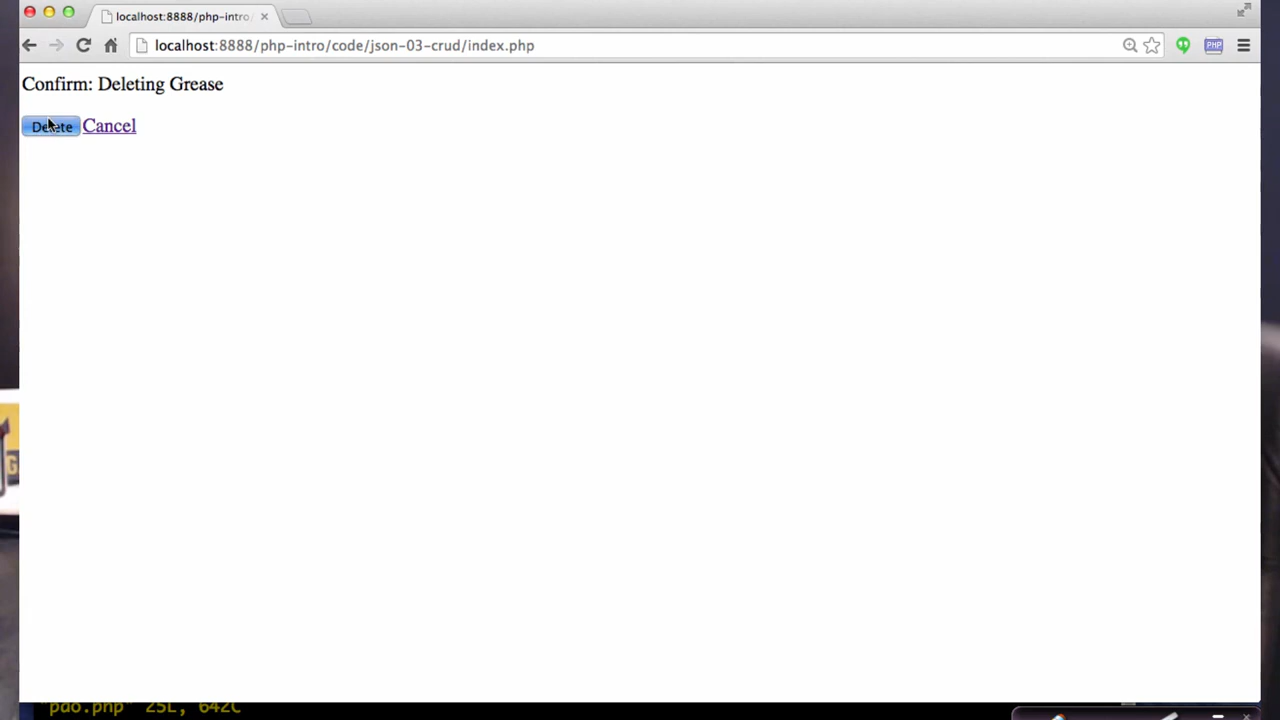 localhost:8888/php-intro
localhost:8888/php-intro/code/json-03-crud/index.php
PHP
Confirm: Deleting Grease
Delete Cancel
G
"pdo.php" 25L, 642C